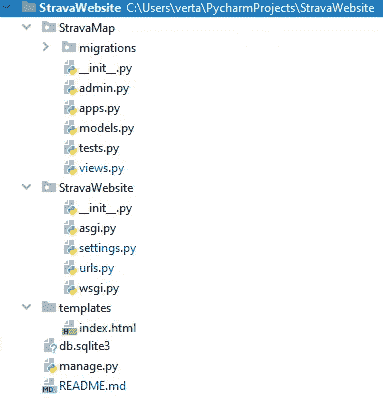 StravaWebsite C:\Users\verta\PycharmProjects\StravaWebsite
StravaMap
migrations
__init__.py
admin.py
apps.py
models.py
tests.py
views.py
StravaWebsite
__init__.py
asgi.py
settings.py
urls.py
wsgi.py
templates
index.html
db.sqlite3
manage.py
README.md